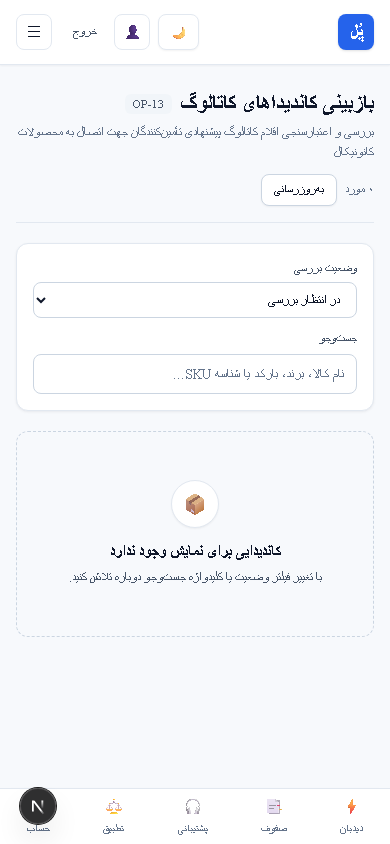 پُل
خروج
بازبینی کاندیداهای کاتالوگ OP-13
بررسی و اعتبارسنجی اقلام کاتالوگ پیشنهادی تأمین‌کنندگان جهت اتصال به محصولات
کانونیکال
۰ مورد
به‌روزرسانی
وضعیت بررسی
در انتظار بررسی
جست‌وجو
نام کالا، برند، بارکد یا شناسه SKU...
کاندیدایی برای نمایش وجود ندارد
با تغییر فیلتر وضعیت یا کلیدواژه جست‌وجو دوباره تلاش کنید.
دیدبان
صفوف
پشتیبانی
تطبیق
حساب
N